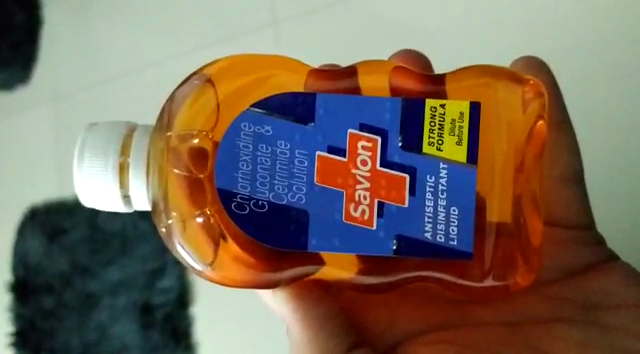 Chlorhexidine
Gluconate &
Cetrimide
Solution
Savlon
STRONG
FORMULA
Dilute
Before Use
ANTISEPTIC
DISINFECTANT
LIQUID